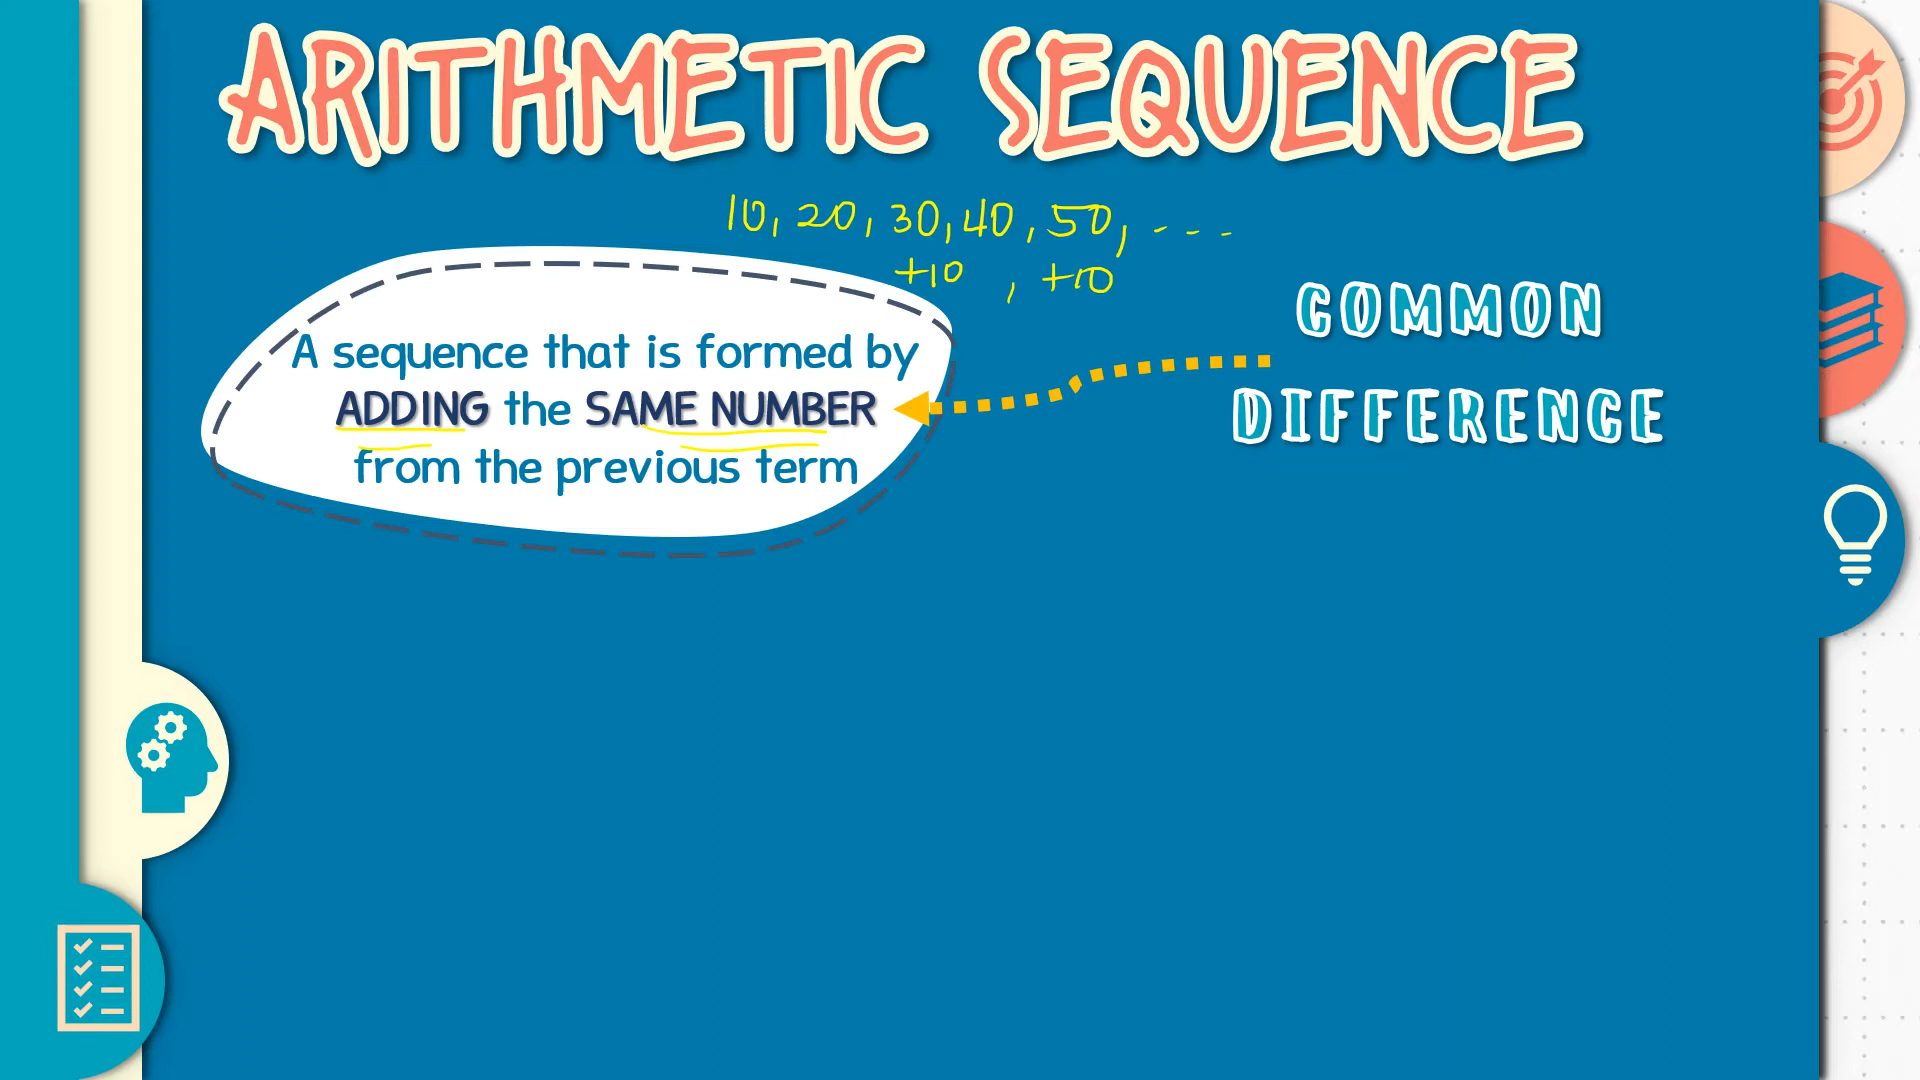 ARITHMETIC SEQUENCE
10, 20, 30, 40, 50, ---
+10 , +10
A sequence that is formed by
ADDING the SAME NUMBER
from the previous term
COMMON
DIFFERENCE